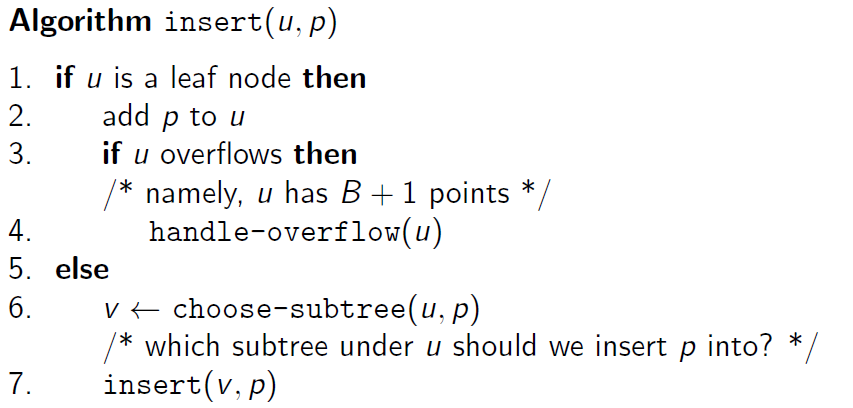 Algorithm insert(u, p)
1. if u is a leaf node then
2. add p to u
3. if u overflows then
/* namely, u has B + 1 points */
4. handle-overflow(u)
5. else
6. v ← choose-subtree(u, p)
/* which subtree under u should we insert p into? */
7. insert(v, p)